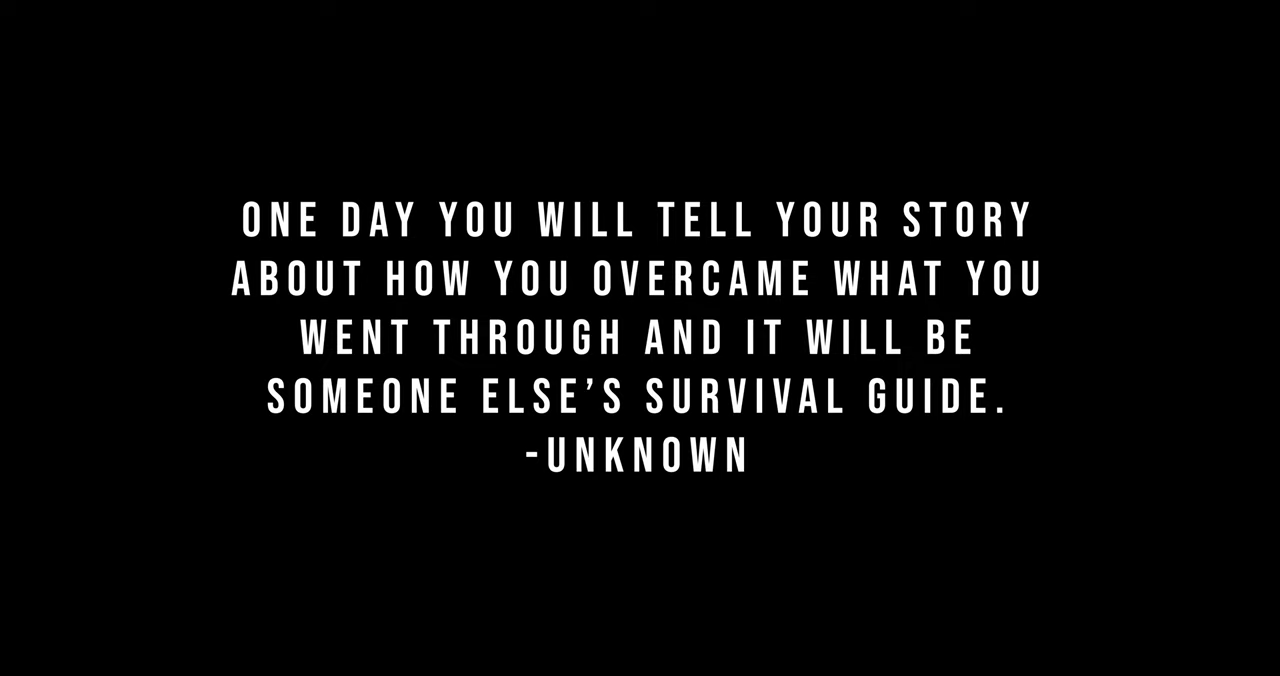 ONE DAY YOU WILL TELL YOUR STORY
ABOUT HOW YOU OVERCAME WHAT YOU
WENT THROUGH AND IT WILL BE
SOMEONE ELSE’S SURVIVAL GUIDE.
-UNKNOWN